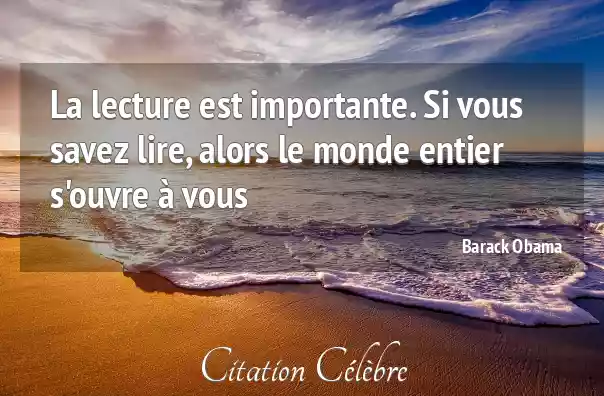 La lecture est importante. Si vous
savez lire, alors le monde entier
s'ouvre à vous
Barack Obama
Citation Célèbre